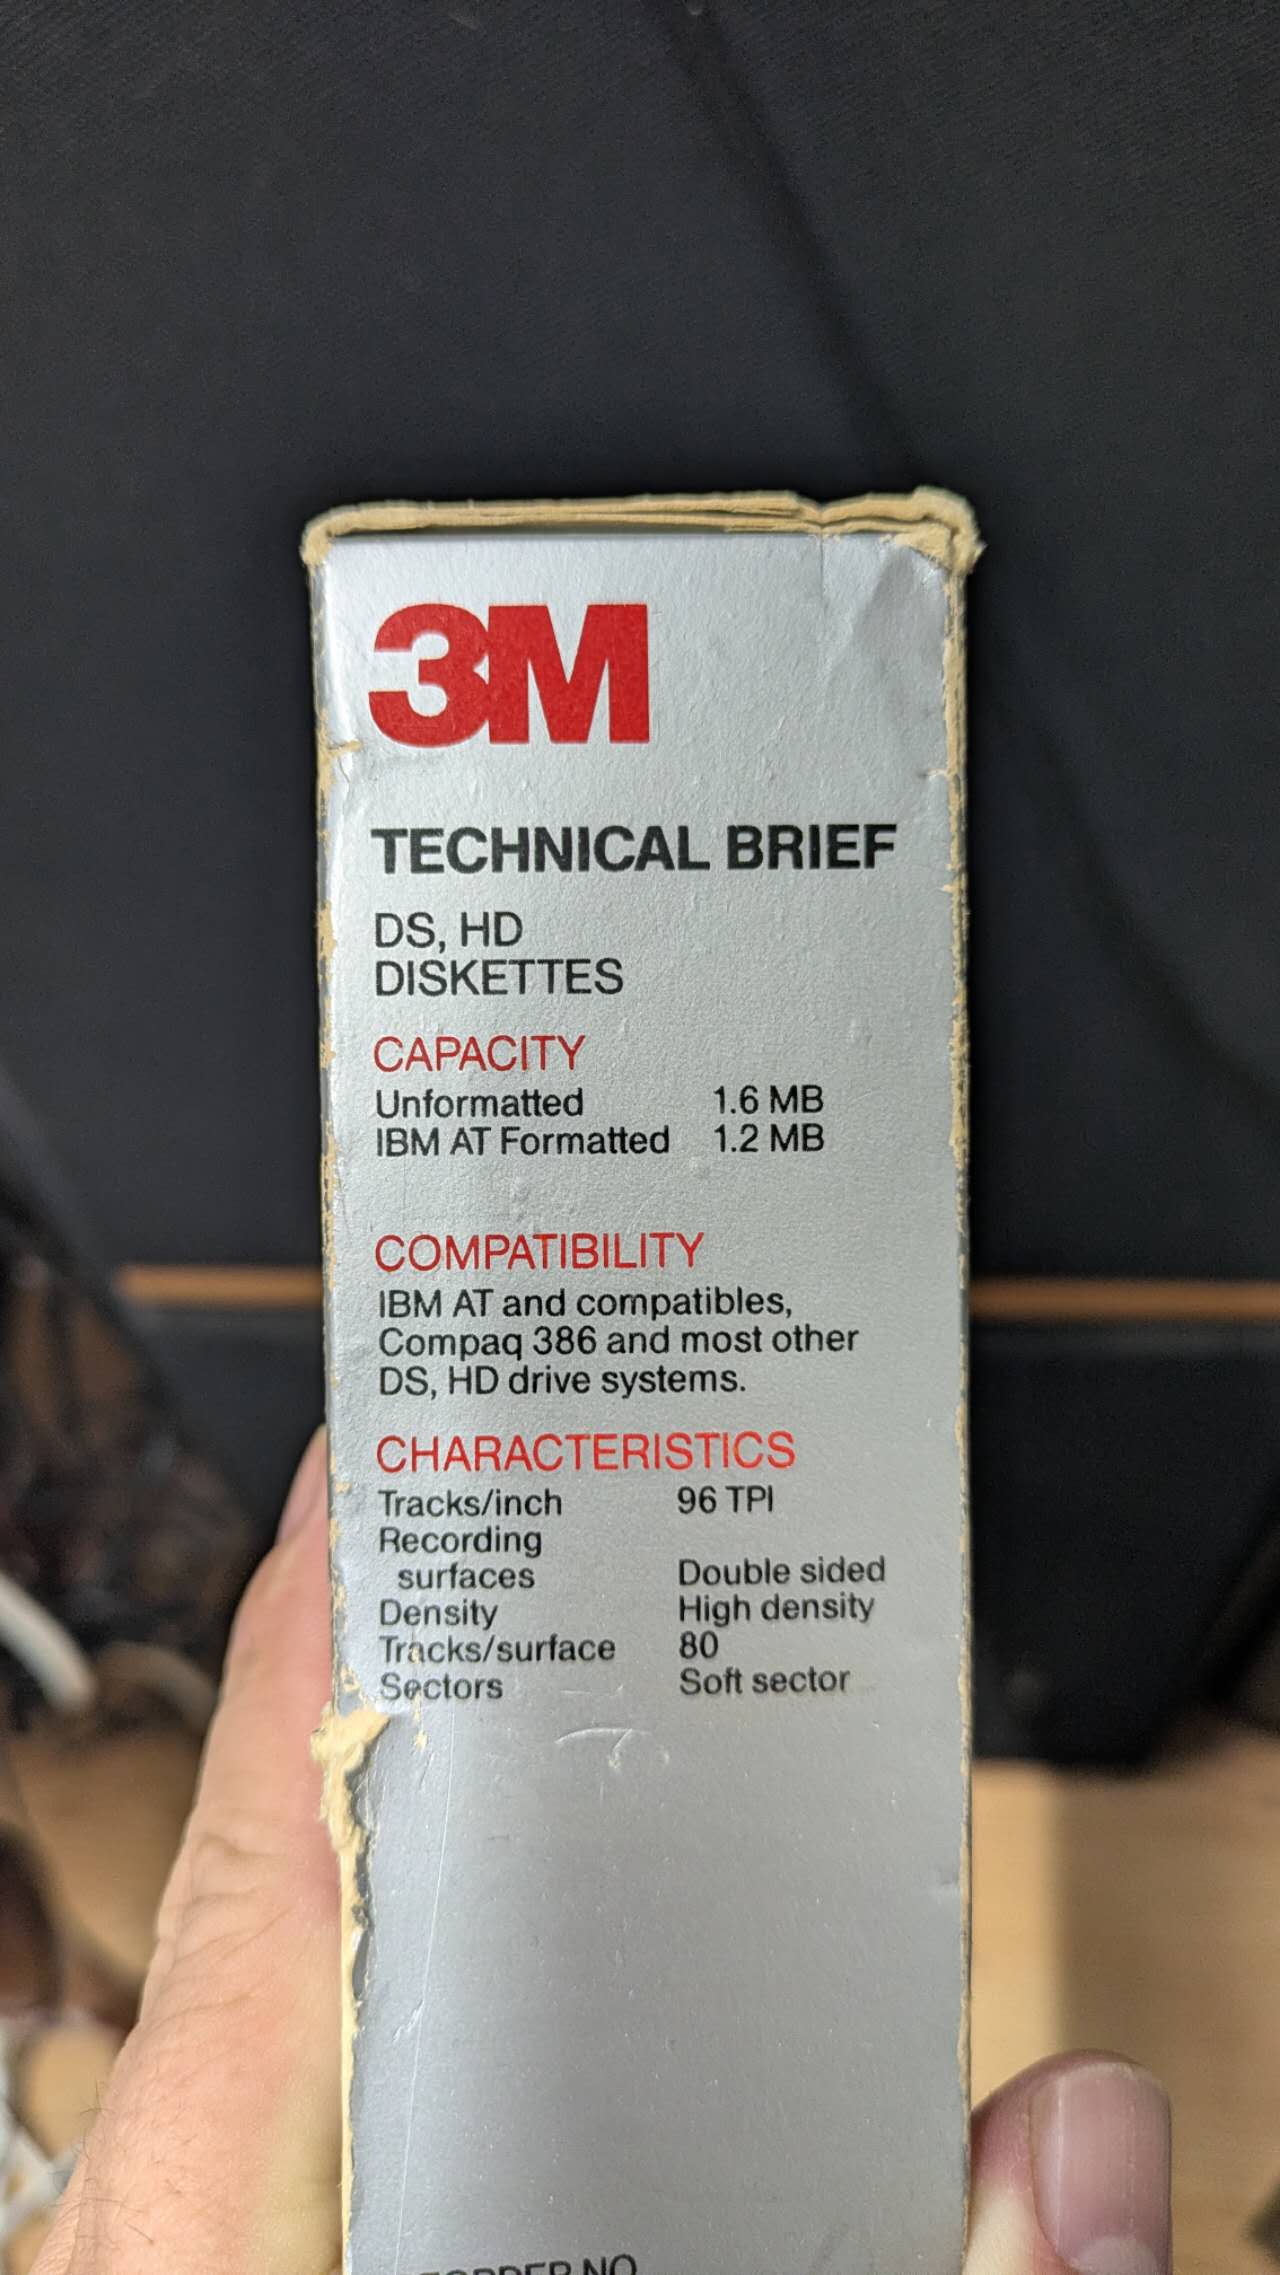 3M
TECHNICAL BRIEF
DS, HD
DISKETTES
CAPACITY
Unformatted 1.6 MB
IBM AT Formatted 1.2 MB
COMPATIBILITY
IBM AT and compatibles,
Compaq 386 and most other
DS, HD drive systems.
CHARACTERISTICS
Tracks/inch 96 TPI
Recording
surfaces Double sided
Density High density
Tracks/surface 80
Sectors Soft sector